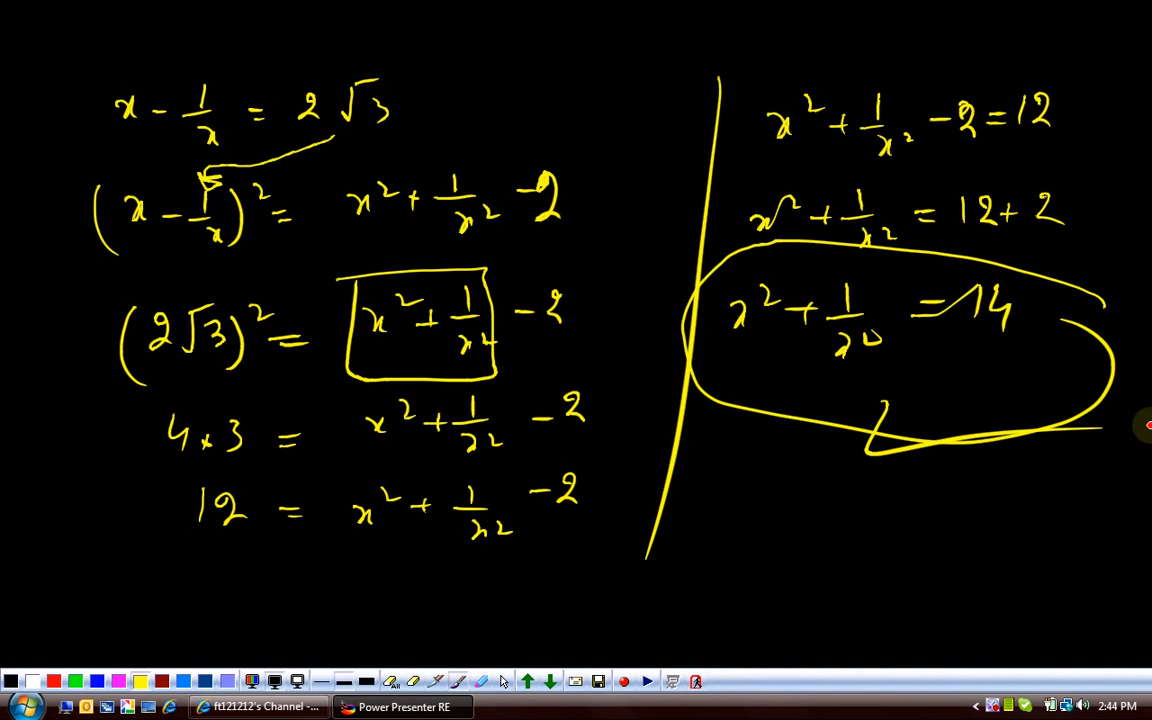 x - 1/x = 2√3
(x - 1/x)² = x² + 1/x² - 2
(2√3)² = x² + 1/x² - 2
4 × 3 = x² + 1/x² - 2
12 = x² + 1/x² - 2
x² + 1/x² - 2 = 12
x² + 1/x² = 12 + 2
x² + 1/x² = 14
All
ft121212's Channel - ...
Power Presenter RE
2:44 PM